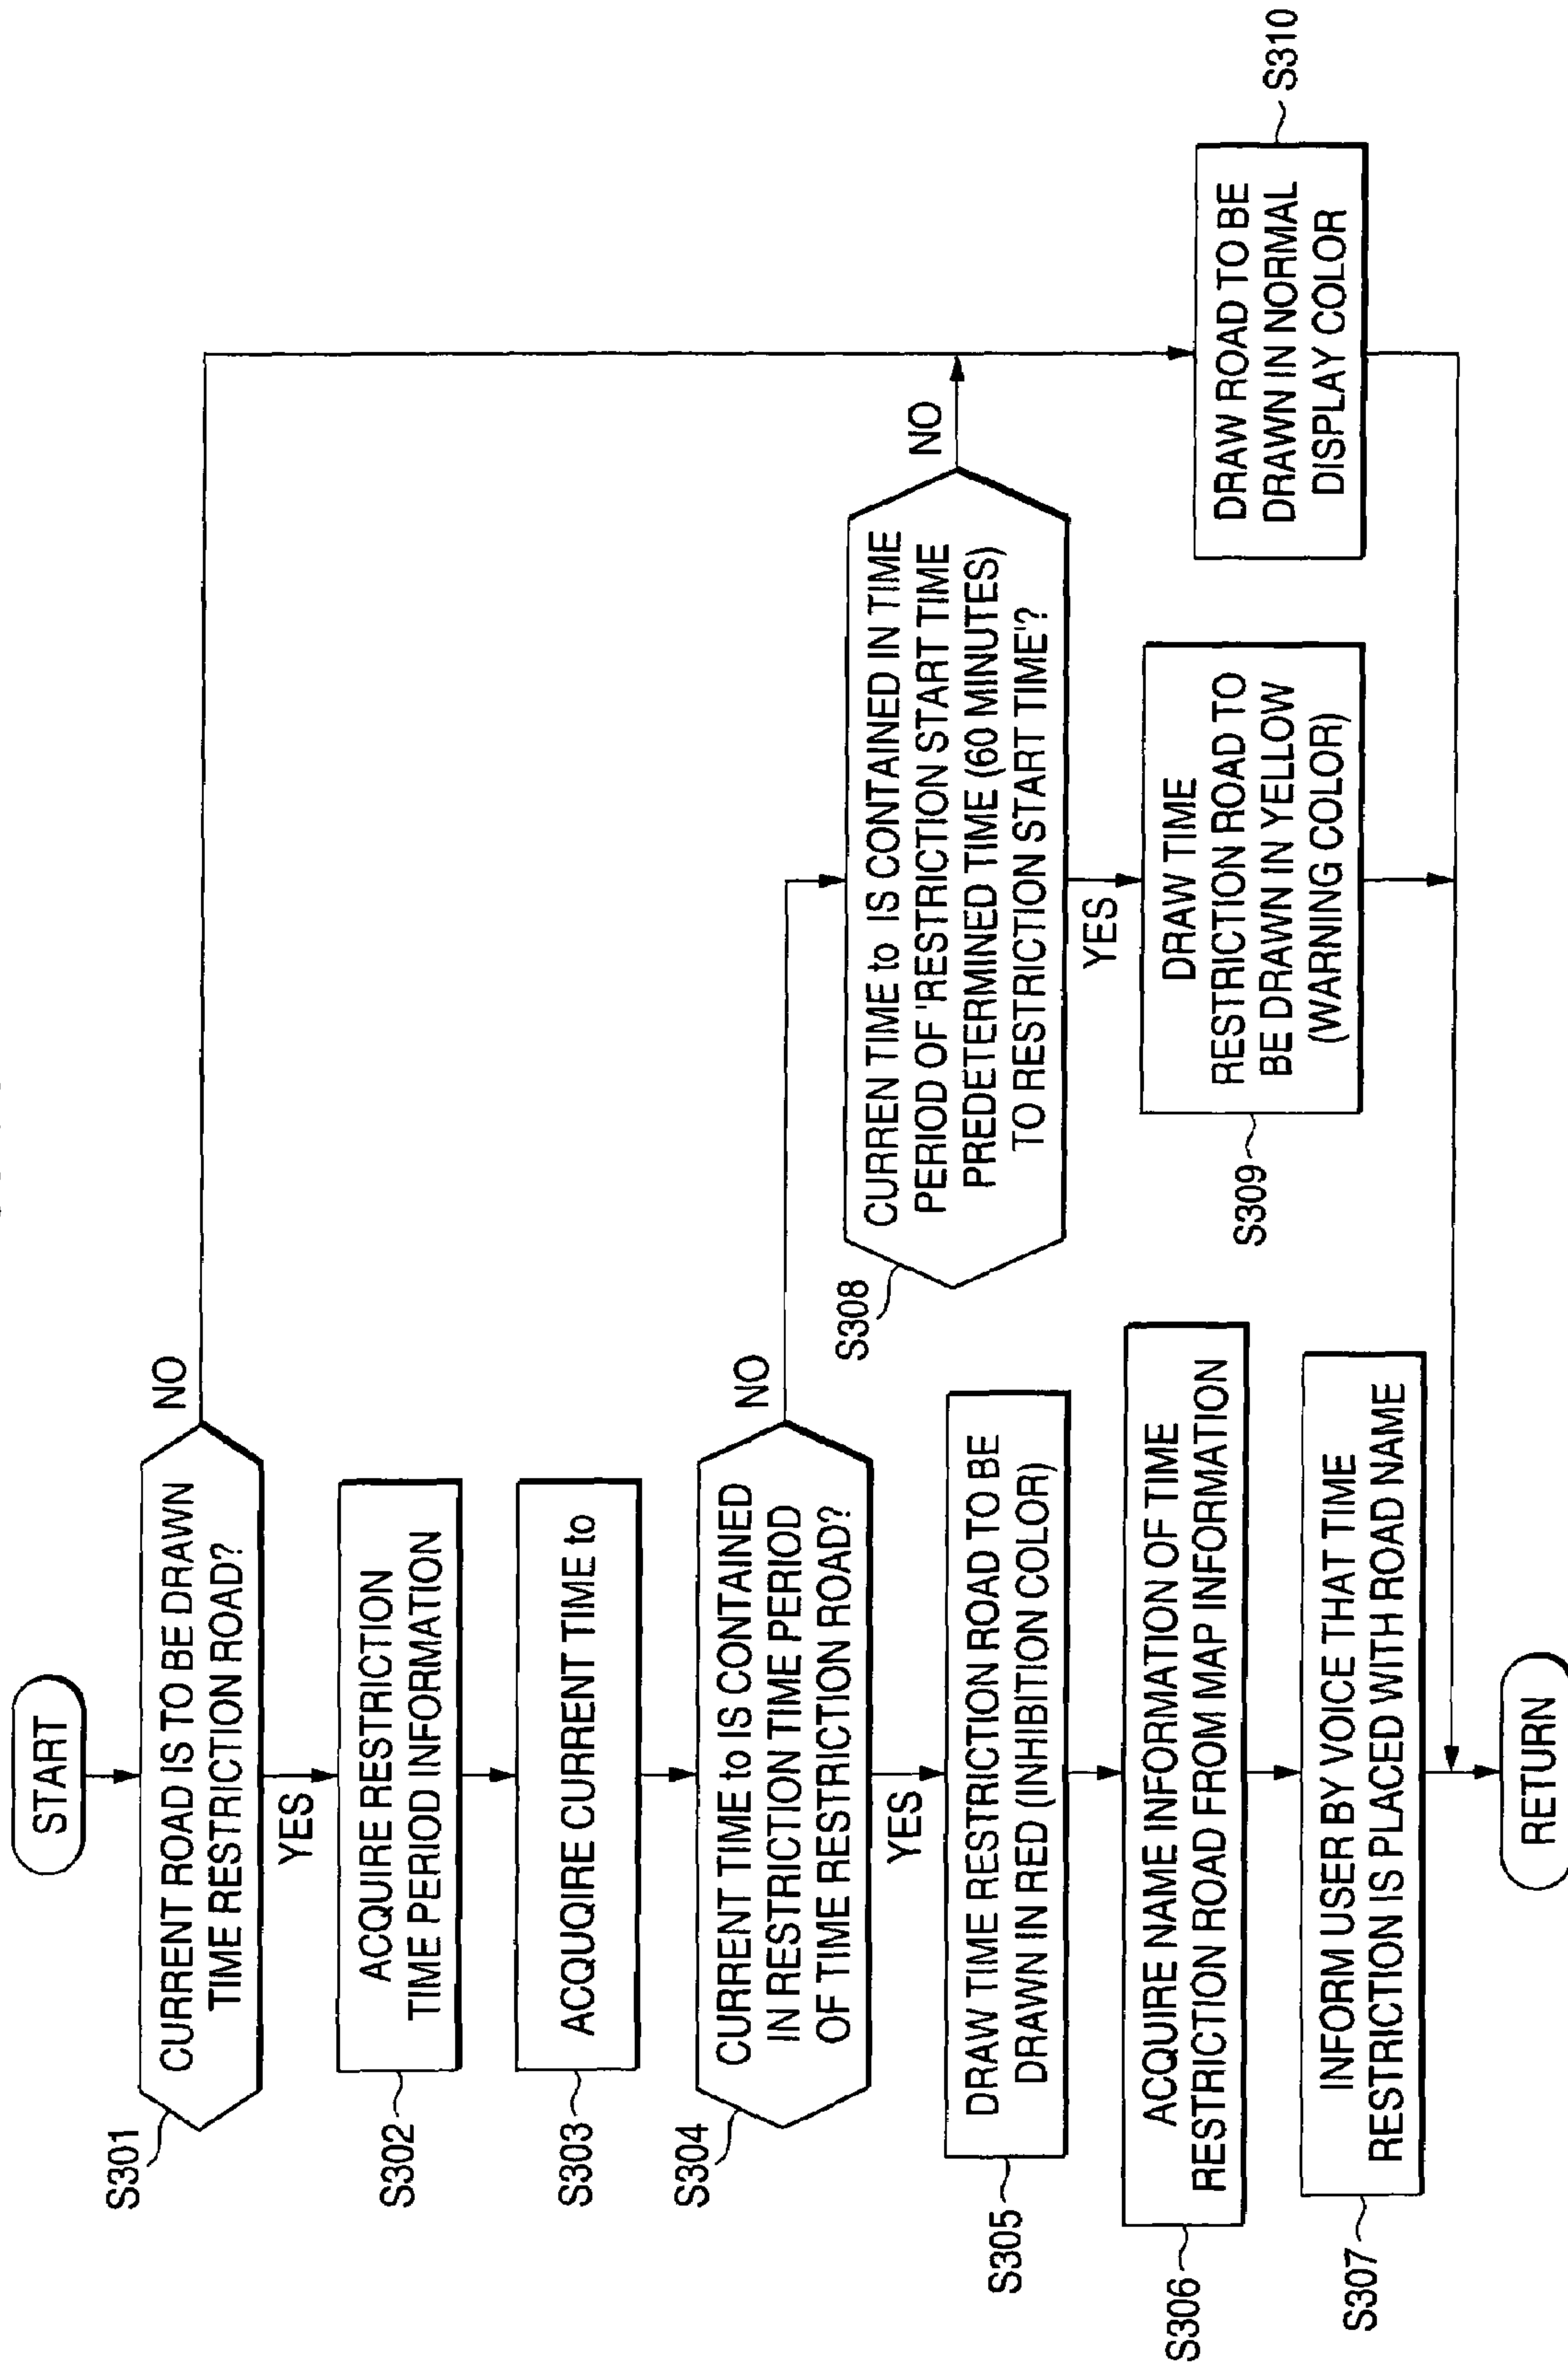 START
S301
CURRENT ROAD IS TO BE DRAWN
TIME RESTRICTION ROAD?
NO
YES
S302
ACQUIRE RESTRICTION
TIME PERIOD INFORMATION
S303
ACQUQIRE CURRENT TIME to
S304
CURRENT TIME to IS CONTAINED
IN RESTRICTION TIME PERIOD
OF TIME RESTRICTION ROAD?
NO
YES
S305
DRAW TIME RESTRICTION ROAD TO BE
DRAWN IN RED (INHIBITION COLOR)
S306
ACQUIRE NAME INFORMATION OF TIME
RESTRICTION ROAD FROM MAP INFORMATION
S307
INFORM USER BY VOICE THAT TIME
RESTRICTION IS PLACED WITH ROAD NAME
RETURN
S308
CURREN TIME to IS CONTAINED IN TIME
PERIOD OF 'RESTRICTION START TIME
PREDETERMINED TIME (60 MINUTES)
TO RESTRICTION START TIME'?
NO
YES
S309
DRAW TIME
RESTRICTION ROAD TO
BE DRAWN IN YELLOW
(WARNING COLOR)
S310
DRAW ROAD TO BE
DRAWN IN NORMAL
DISPLAY COLOR